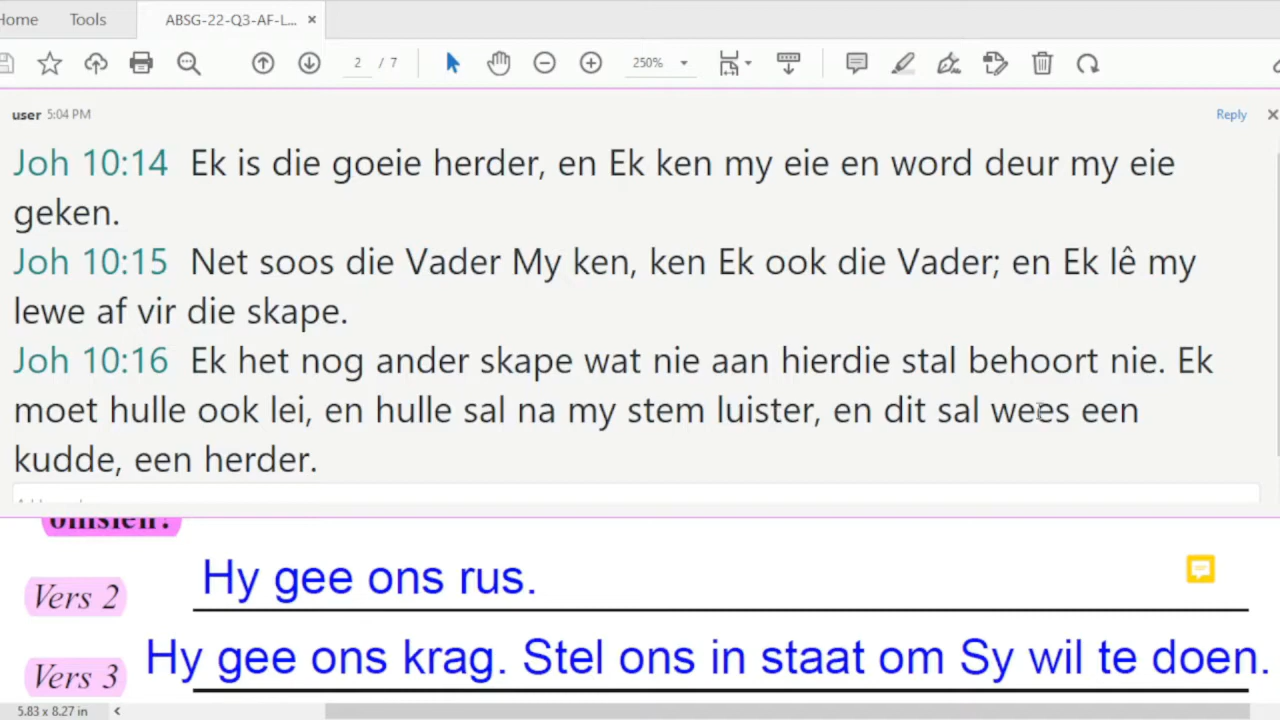 Home Tools ABSG-22-Q3-AF-L... ×
2 / 7 250%
user 5:04 PM Reply ×
Joh 10:14 Ek is die goeie herder, en Ek ken my eie en word deur my eie
geken.
Joh 10:15 Net soos die Vader My ken, ken Ek ook die Vader; en Ek lê my
lewe af vir die skape.
Joh 10:16 Ek het nog ander skape wat nie aan hierdie stal behoort nie. Ek
moet hulle ook lei, en hulle sal na my stem luister, en dit sal wees een
kudde, een herder.
omsien?
Vers 2 Hy gee ons rus.
Vers 3 Hy gee ons krag. Stel ons in staat om Sy wil te doen.
5.83 x 8.27 in